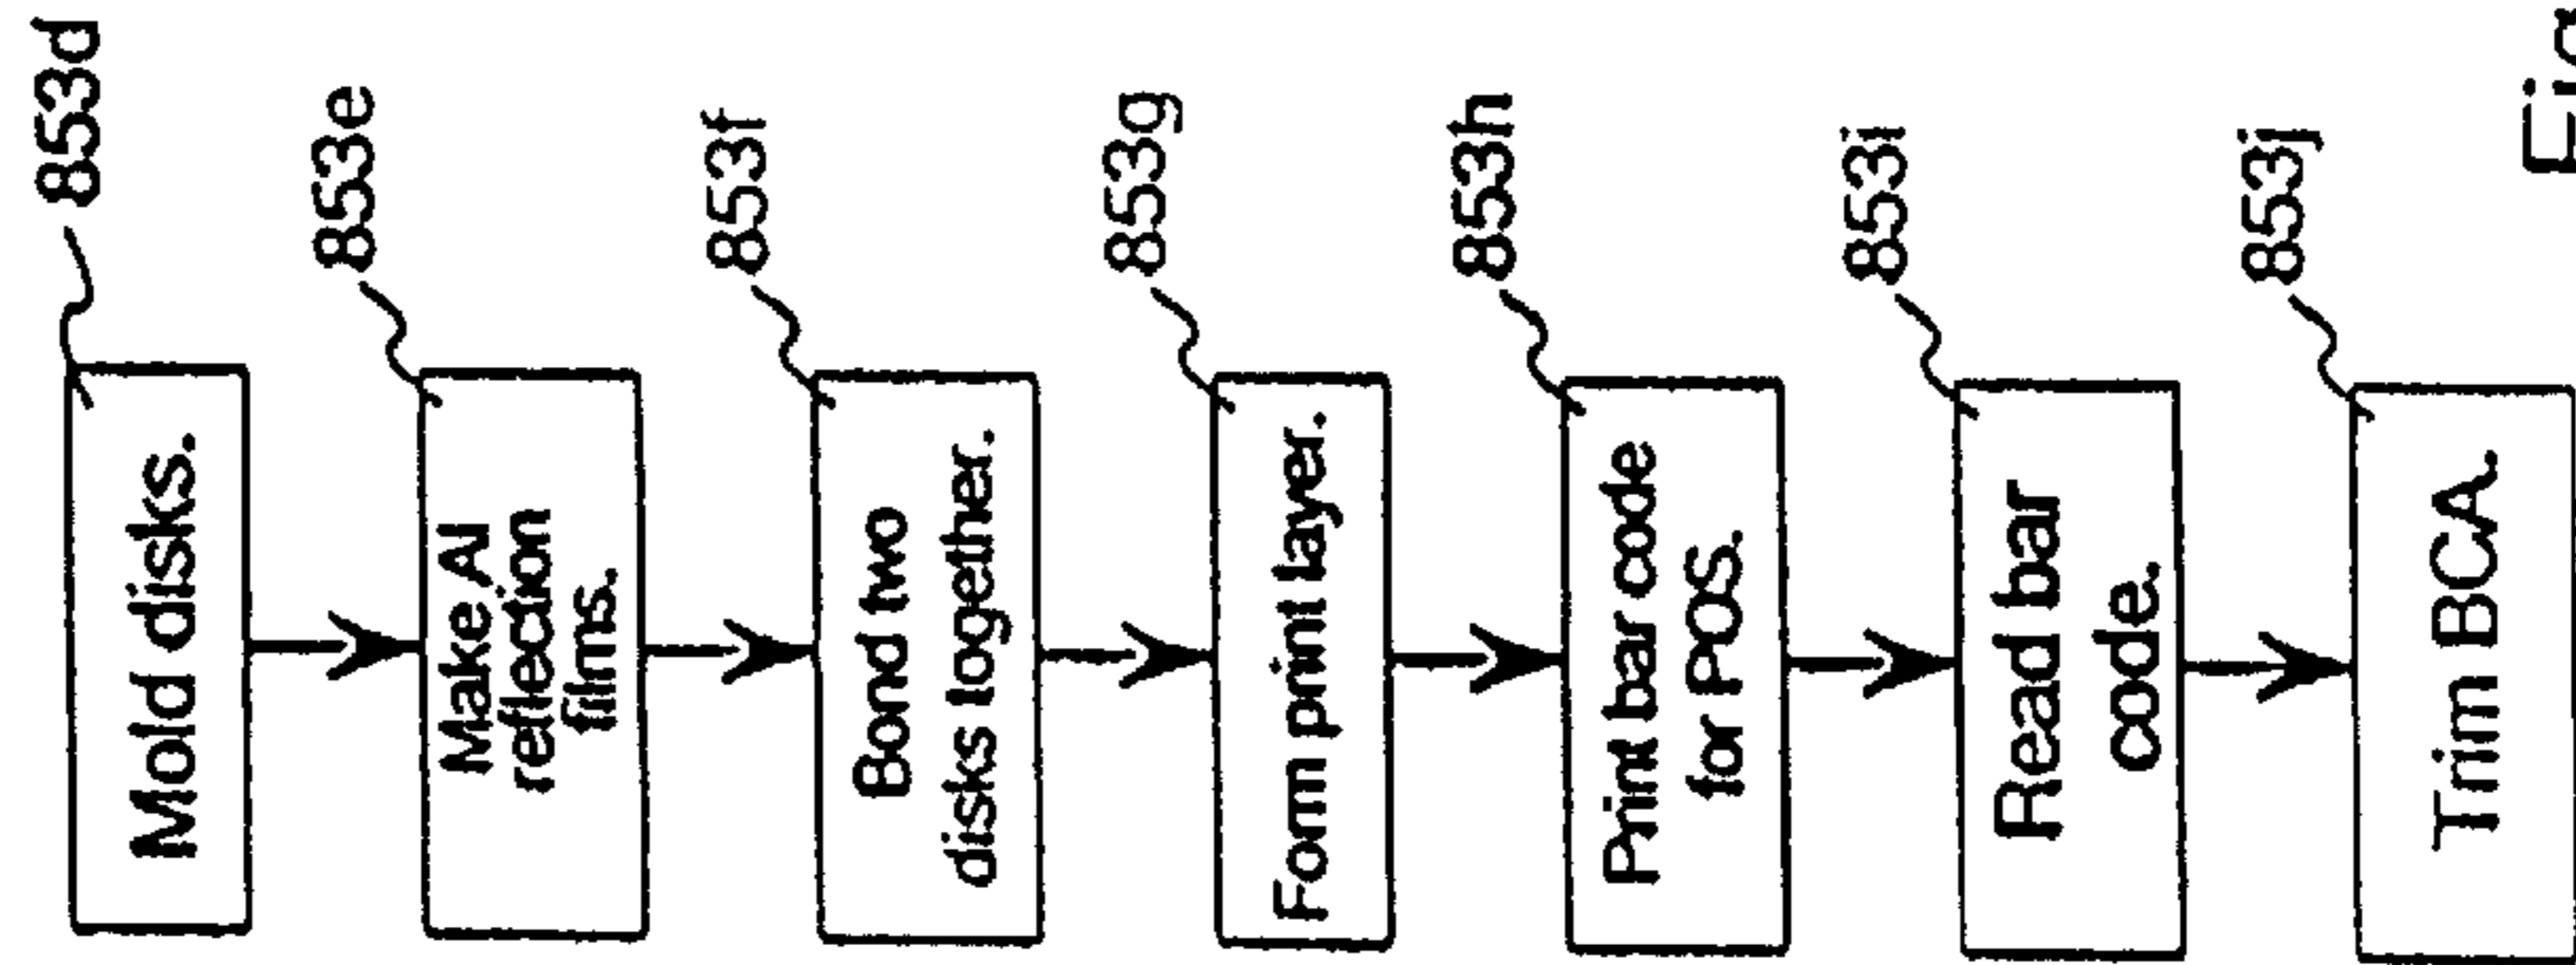 853d
Mold disks.
853e
Make Al
reflection
films.
853f
Bond two
disks together.
853g
Form print layer.
853h
Print bar code
for POS.
853i
Read bar
code.
853j
Trim BCA.